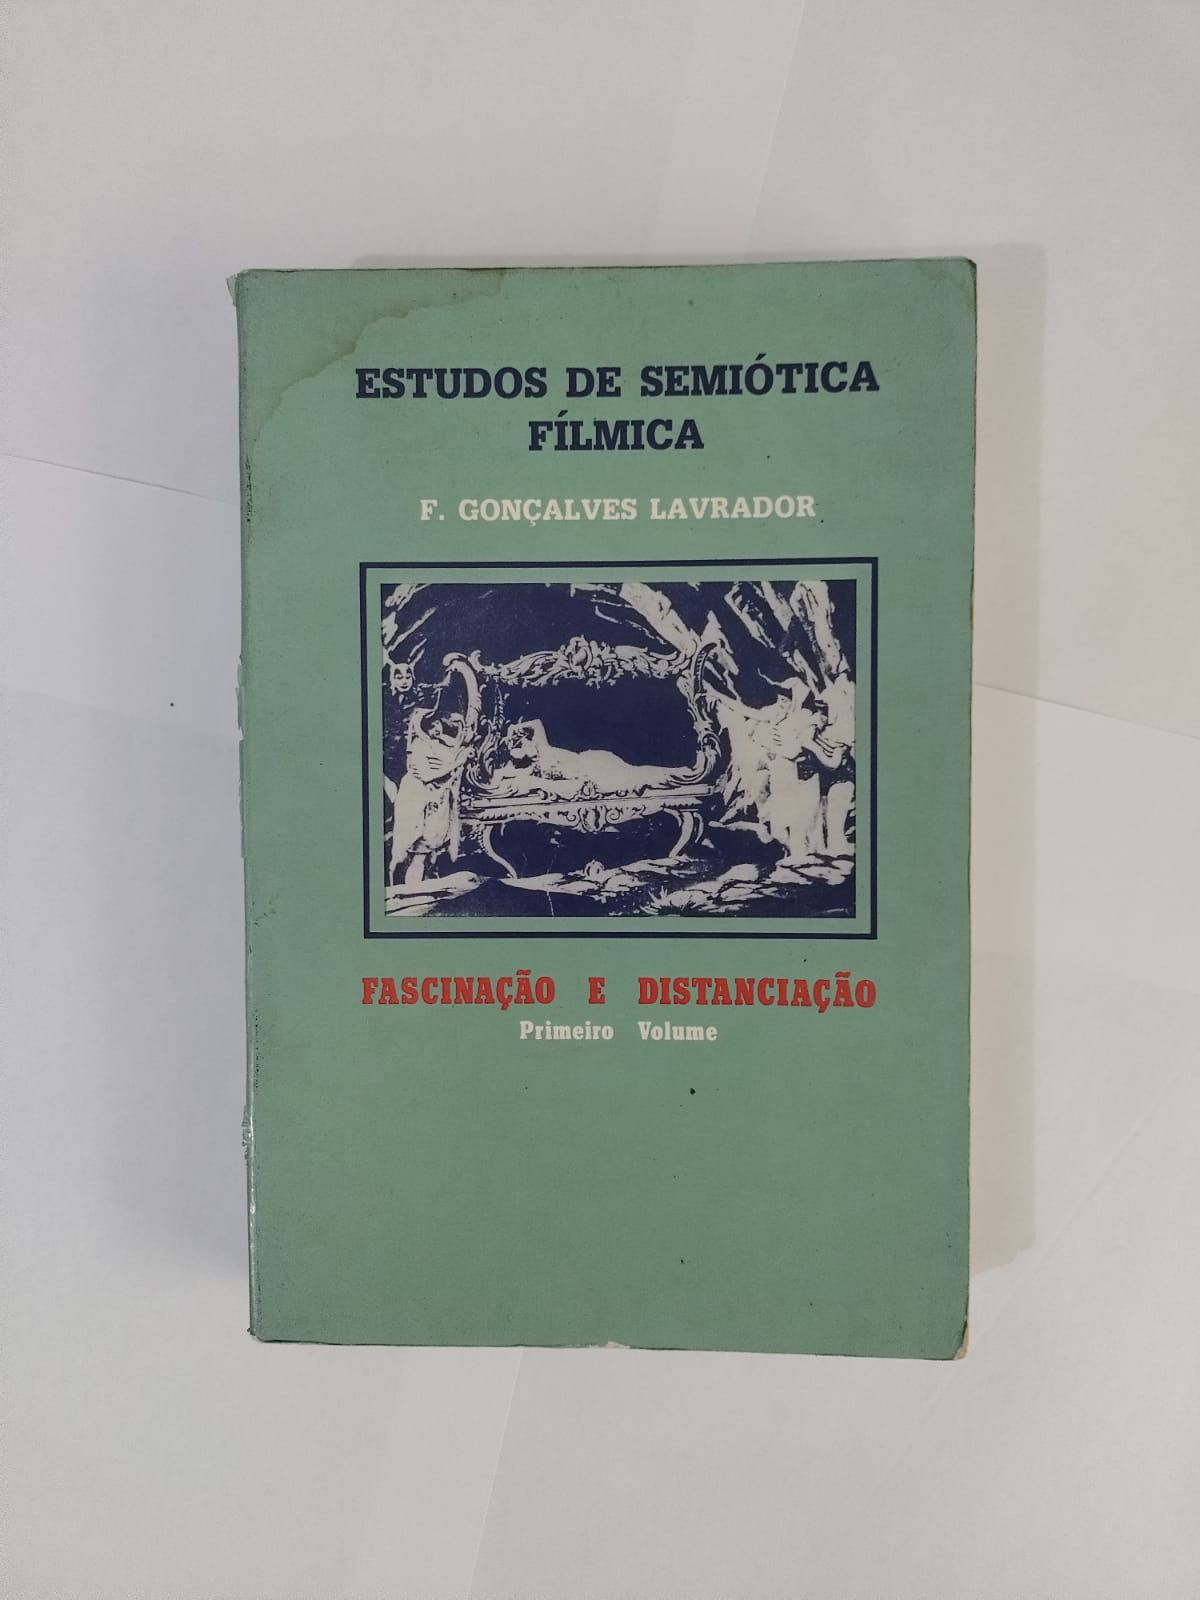 ESTUDOS DE SEMIÓTICA
FÍLMICA
F. GONÇALVES LAVRADOR
FASCINAÇÃO E DISTANCIAÇÃO
Primeiro Volume